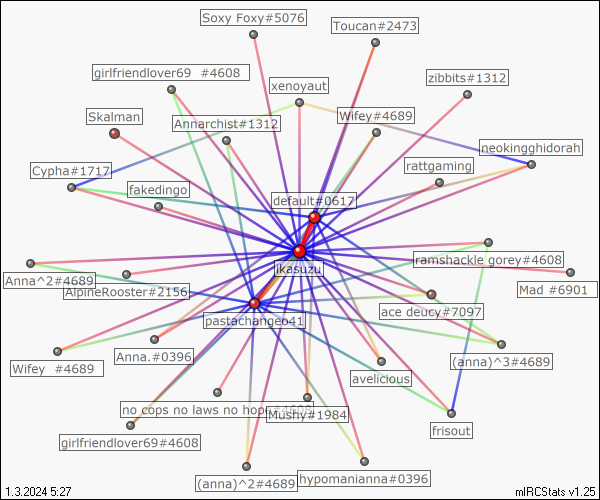 Soxy Foxy#5076
Toucan#2473
girlfriendlover69 #4608
zibbits#1312
xenoyaut
Skalman
Annarchist#1312
Wifey#4689
neokingghidorah
Cypha#1717
rattgaming
fakedingo
default#0617
ramshackle gorey#4608
ikasuzu
Anna^2#4689
AlpineRooster#2156
Mad #6901
ace deucy#7097
pastachangeo41
Anna.#0396
(anna)^3#4689
Wifey #4689
avelicious
no cops no laws no hope#4608
Mushy#1984
frisout
girlfriendlover69#4608
hypomanianna#0396
(anna)^2#4689
1.3.2024 5:27
mIRCStats v1.25